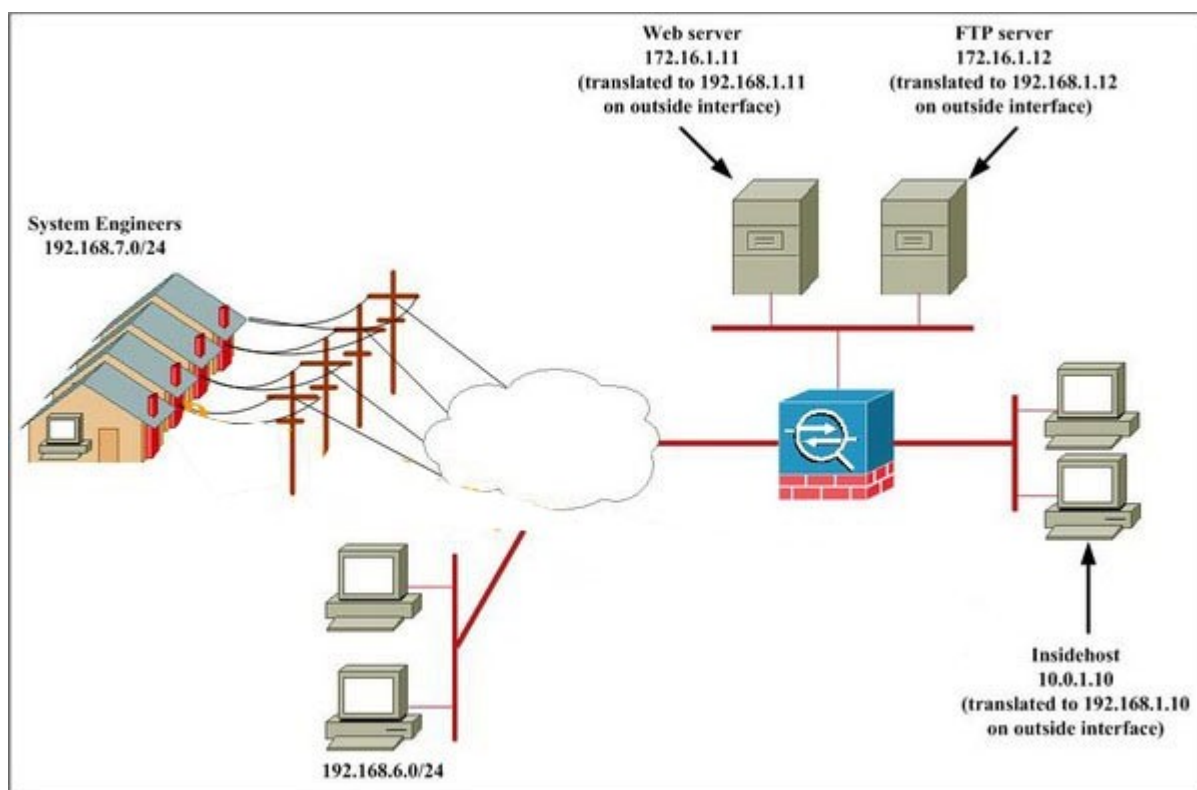 Web server
172.16.1.11
(translated to 192.168.1.11
on outside interface)
FTP server
172.16.1.12
(translated to 192.168.1.12
on outside interface)
System Engineers
192.168.7.0/24
192.168.6.0/24
Insidehost
10.0.1.10
(translated to 192.168.1.10
on outside interface)